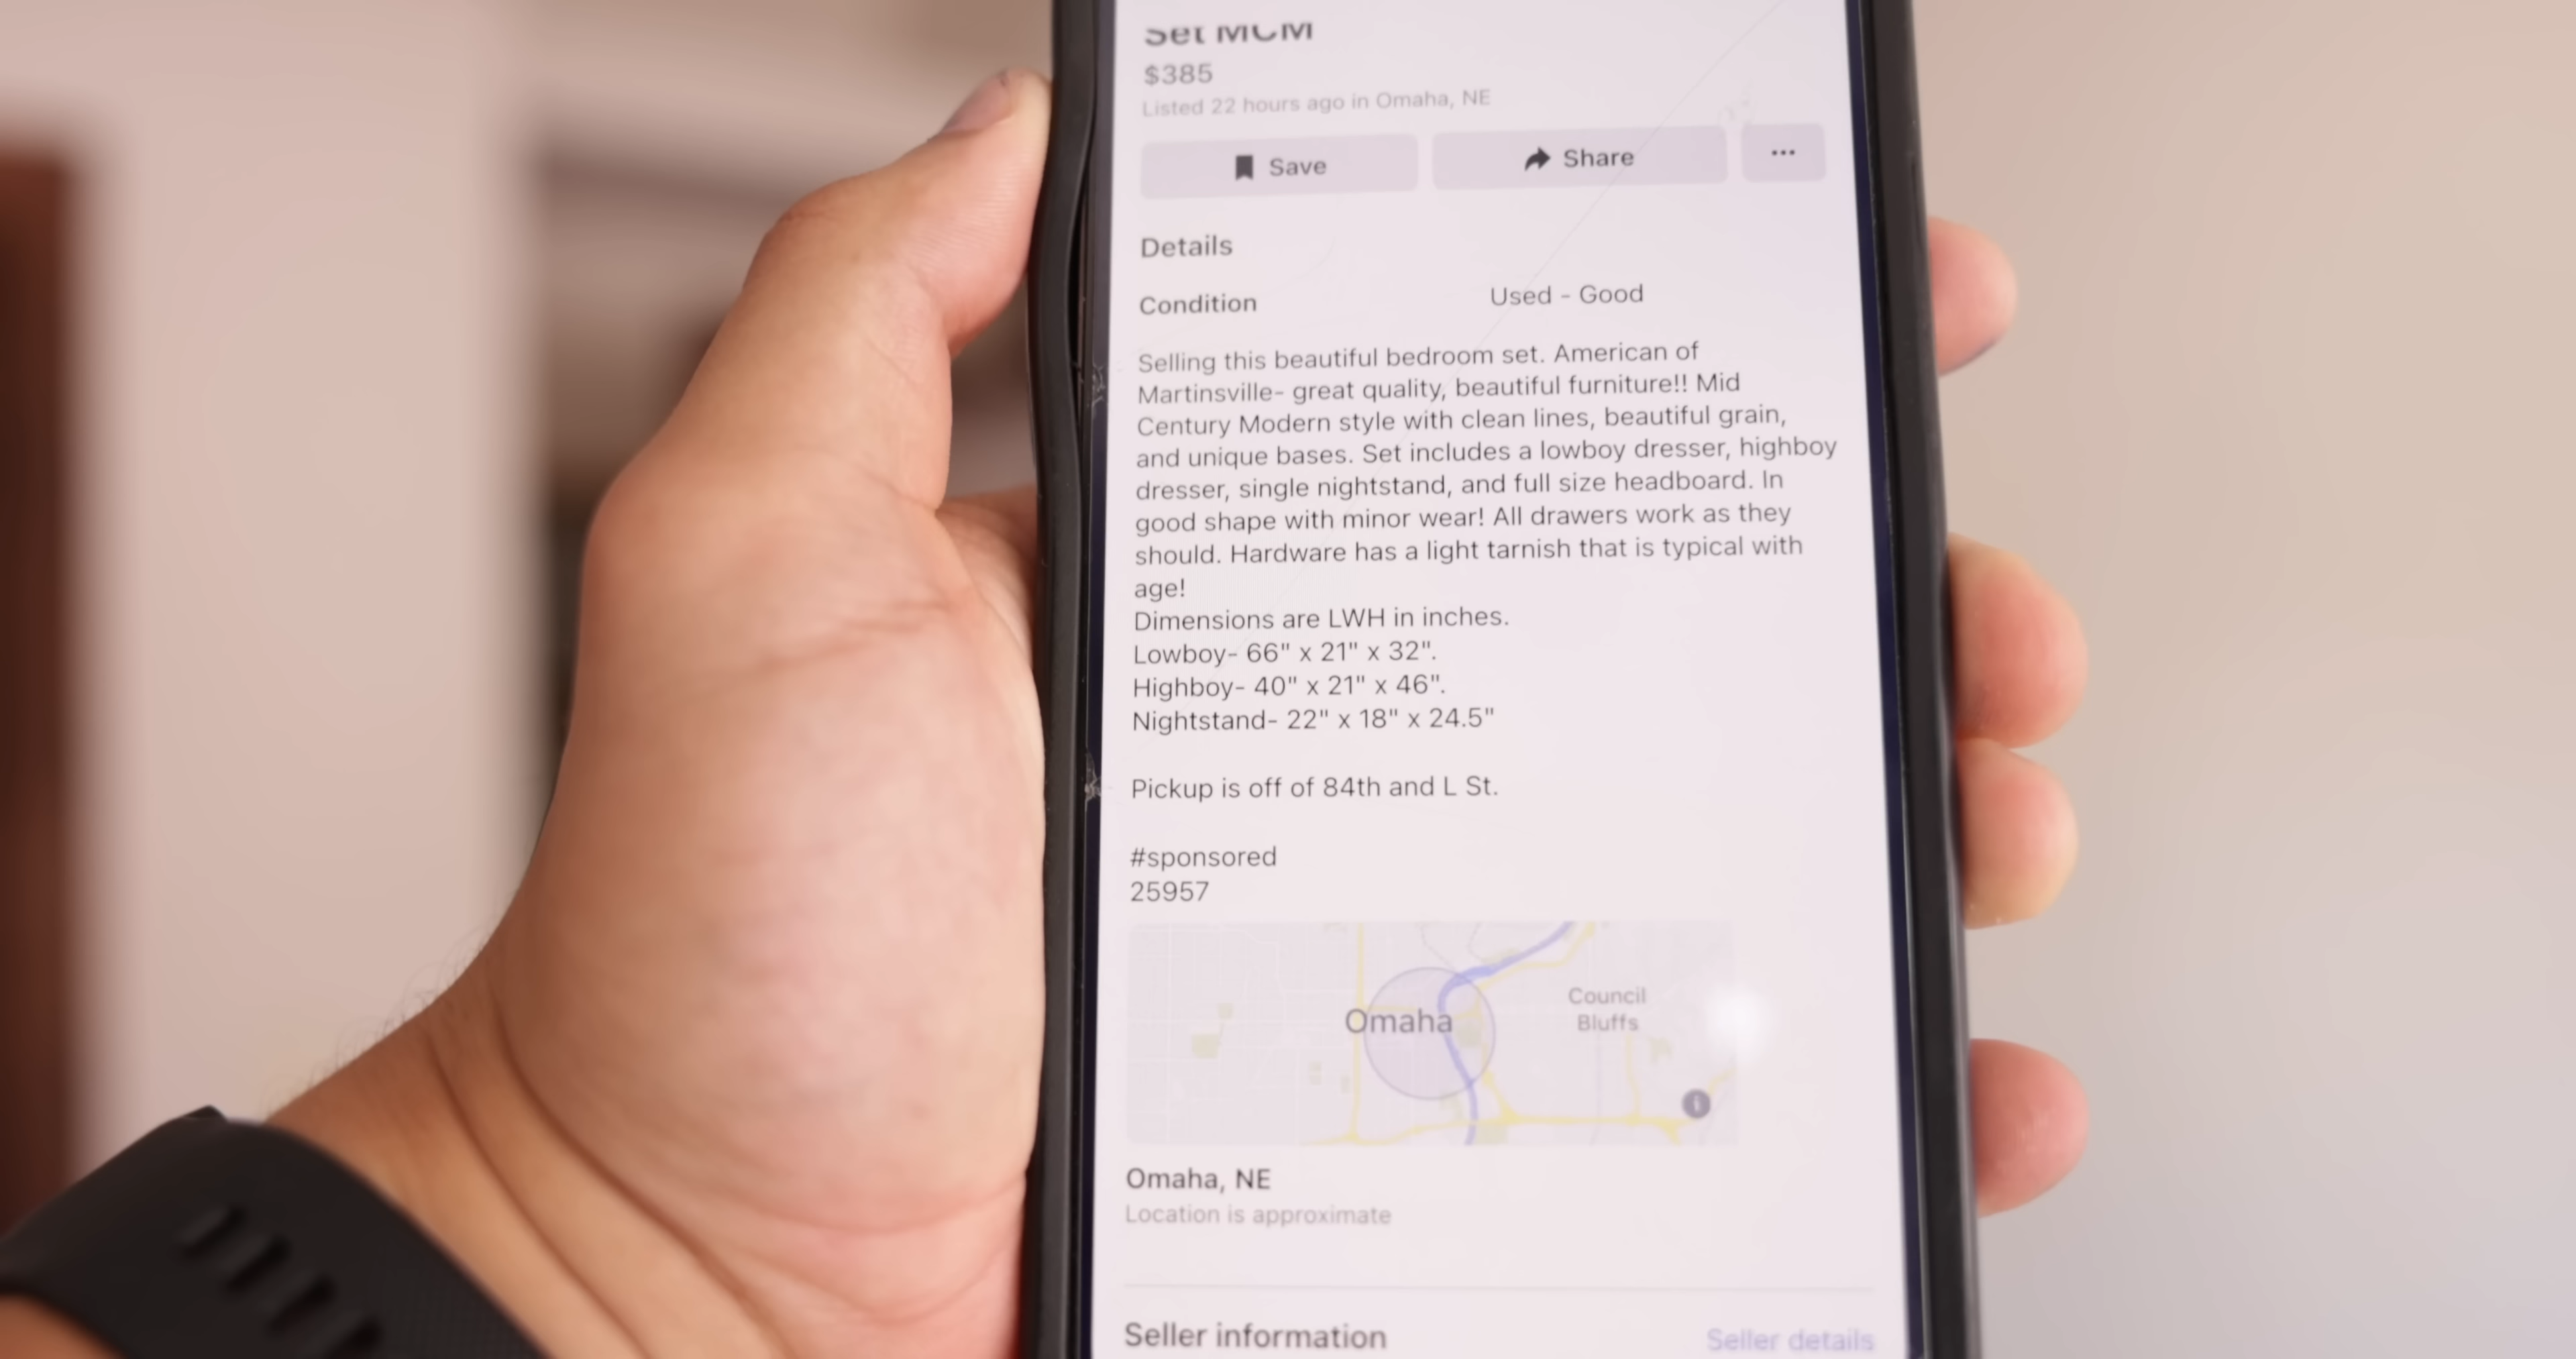 Set MCM
$385
Listed 22 hours ago in Omaha, NE
Save
Share
...
Details
Condition
Used - Good
Selling this beautiful bedroom set. American of
Martinsville- great quality, beautiful furniture!! Mid
Century Modern style with clean lines, beautiful grain,
and unique bases. Set includes a lowboy dresser, highboy
dresser, single nightstand, and full size headboard. In
good shape with minor wear! All drawers work as they
should. Hardware has a light tarnish that is typical with
age!
Dimensions are LWH in inches.
Lowboy- 66" x 21" x 32".
Highboy- 40" x 21" x 46".
Nightstand- 22" x 18" x 24.5"
Pickup is off of 84th and L St.
#sponsored
25957
Omaha
Council
Bluffs
i
Omaha, NE
Location is approximate
Seller information
Seller details